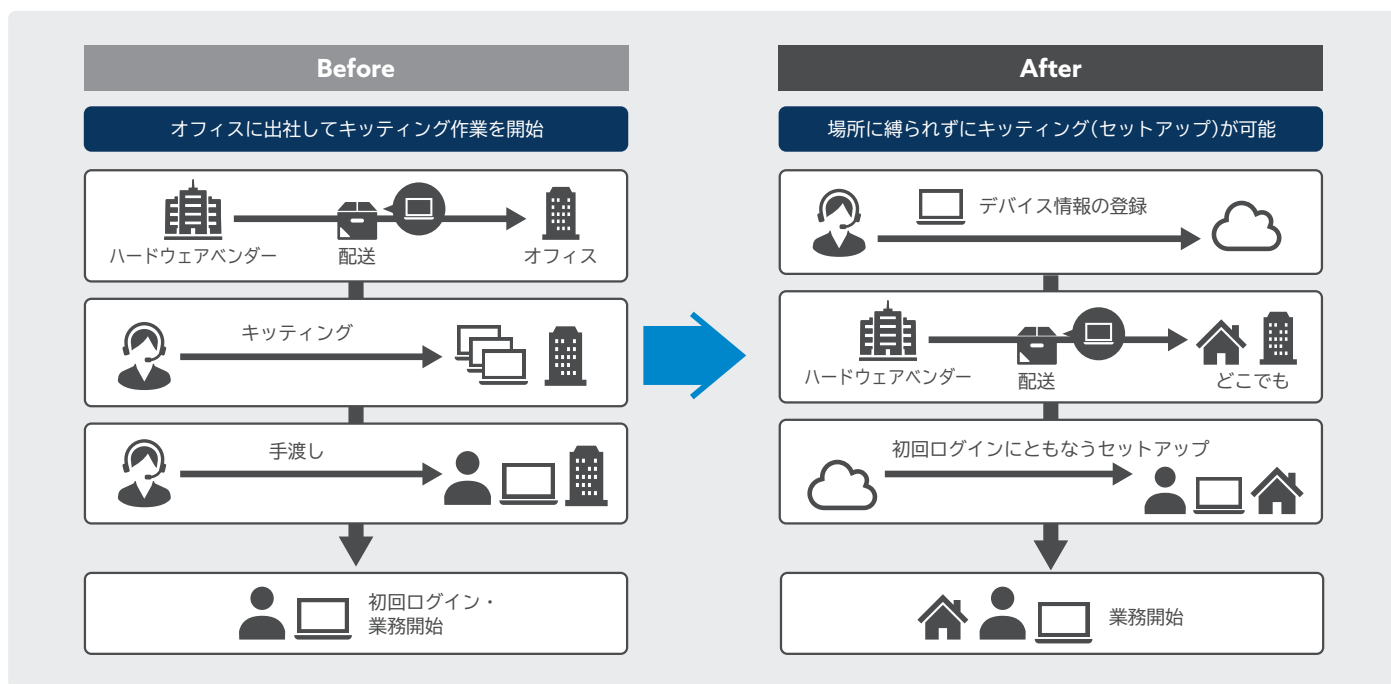 Before
オフィスに出社してキッティング作業を開始
ハードウェアベンダー
配送
オフィス
キッティング
手渡し
初回ログイン・
業務開始
After
場所に縛られずにキッティング(セットアップ)が可能
デバイス情報の登録
ハードウェアベンダー
配送
どこでも
初回ログインにともなうセットアップ
業務開始